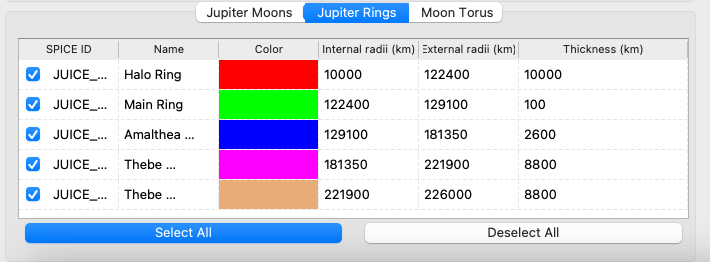 Jupiter Moons Jupiter Rings Moon Torus
SPICE ID Name Color Internal radii (km) External radii (km) Thickness (km)
JUICE_... Halo Ring 10000 122400 10000
JUICE_... Main Ring 122400 129100 100
JUICE_... Amalthea ... 129100 181350 2600
JUICE_... Thebe ... 181350 221900 8800
JUICE_... Thebe ... 221900 226000 8800
Select All Deselect All